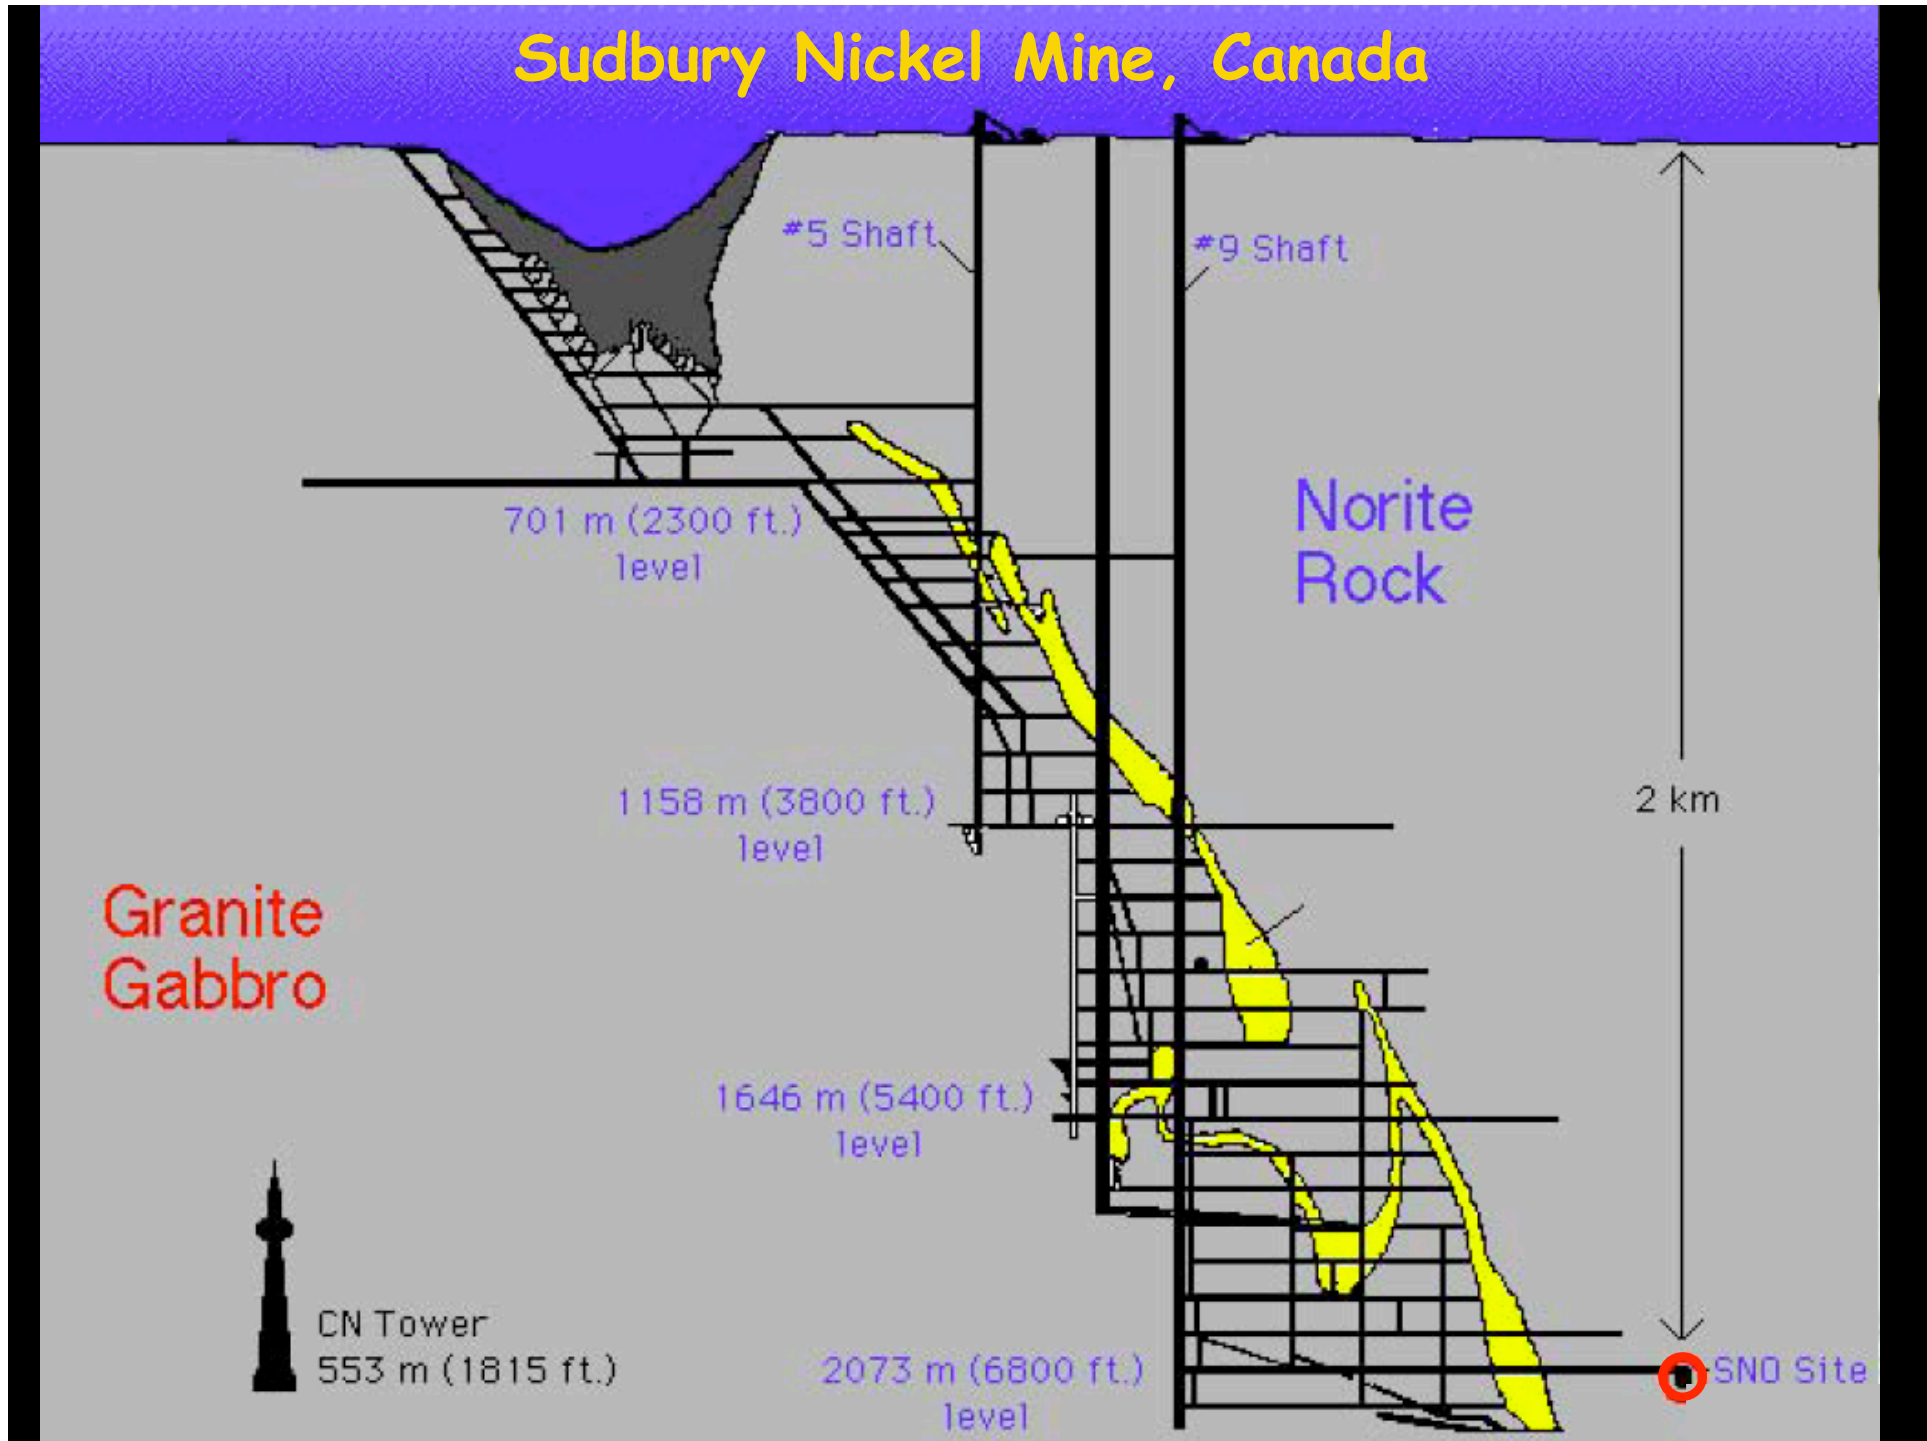 Sudbury Nickel Mine, Canada
#5 Shaft
#9 Shaft
701 m (2300 ft.)
level
Norite
Rock
1158 m (3800 ft.)
level
2 km
Granite
Gabbro
1646 m (5400 ft.)
level
CN Tower
553 m (1815 ft.)
2073 m (6800 ft.)
level
SNO Site